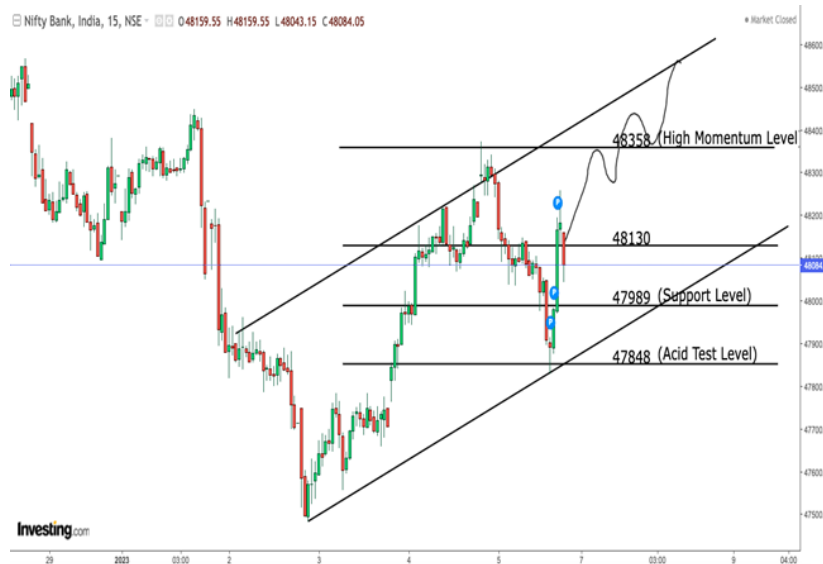 Nifty Bank, India, 15, NSE O48159.55 H48159.55 L48043.15 C48084.05
Market Closed
48600
48500
48400
48358 (High Momentum Level
48300
48200
48130
48084
48000
47989 (Support Level)
47900
47848 (Acid Test Level)
47800
47700
47600
47500
Investing.com
29 2023 03:00 2 3 4 5 7 03:00 9 04:00
P
P
P